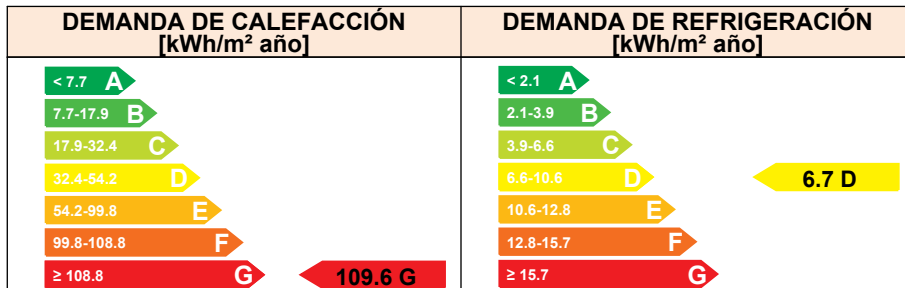 DEMANDA DE CALEFACCIÓN
[kWh/m² año]
< 7.7 A
7.7-17.9 B
17.9-32.4 C
32.4-54.2 D
54.2-99.8 E
99.8-108.8 F
≥ 108.8 G
109.6 G
DEMANDA DE REFRIGERACIÓN
[kWh/m² año]
< 2.1 A
2.1-3.9 B
3.9-6.6 C
6.6-10.6 D
6.7 D
10.6-12.8 E
12.8-15.7 F
≥ 15.7 G